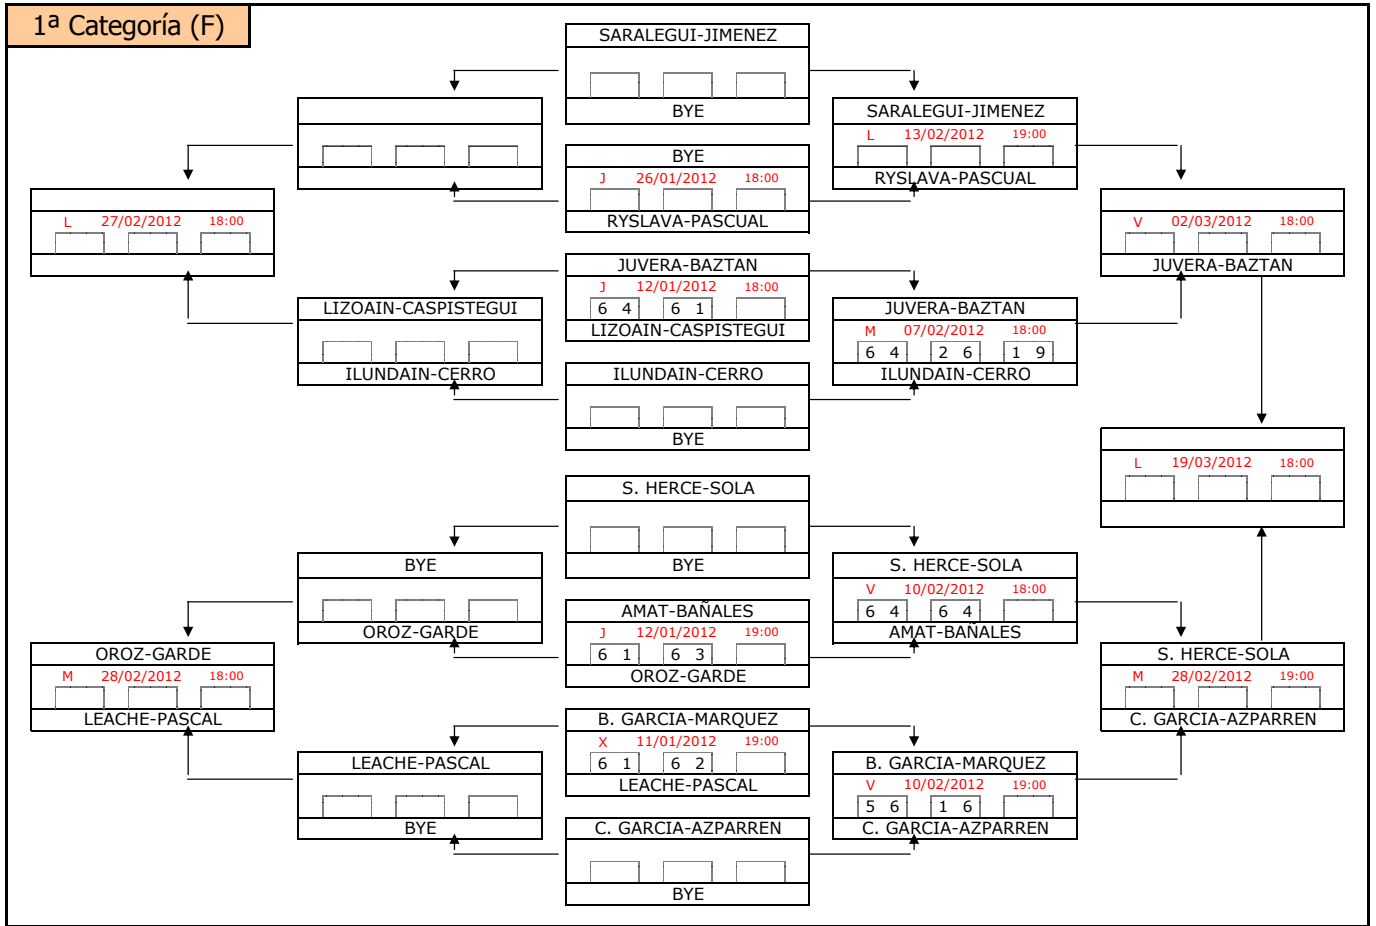 1ª Categoría (F)
SARALEGUI-JIMENEZ
BYE
SARALEGUI-JIMENEZ
L 13/02/2012 19:00
RYSLAVA-PASCUAL
BYE
J 26/01/2012 18:00
RYSLAVA-PASCUAL
L 27/02/2012 18:00
V 02/03/2012 18:00
JUVERA-BAZTAN
JUVERA-BAZTAN
J 12/01/2012 18:00
6 4 6 1
LIZOAIN-CASPISTEGUI
LIZOAIN-CASPISTEGUI
ILUNDAIN-CERRO
JUVERA-BAZTAN
M 07/02/2012 18:00
6 4 2 6 1 9
ILUNDAIN-CERRO
ILUNDAIN-CERRO
BYE
L 19/03/2012 18:00
S. HERCE-SOLA
BYE
BYE
OROZ-GARDE
S. HERCE-SOLA
V 10/02/2012 18:00
6 4 6 4
AMAT-BAÑALES
AMAT-BAÑALES
J 12/01/2012 19:00
6 1 6 3
OROZ-GARDE
OROZ-GARDE
M 28/02/2012 18:00
LEACHE-PASCAL
S. HERCE-SOLA
M 28/02/2012 19:00
C. GARCIA-AZPARREN
B. GARCIA-MARQUEZ
X 11/01/2012 19:00
6 1 6 2
LEACHE-PASCAL
LEACHE-PASCAL
BYE
B. GARCIA-MARQUEZ
V 10/02/2012 19:00
5 6 1 6
C. GARCIA-AZPARREN
C. GARCIA-AZPARREN
BYE